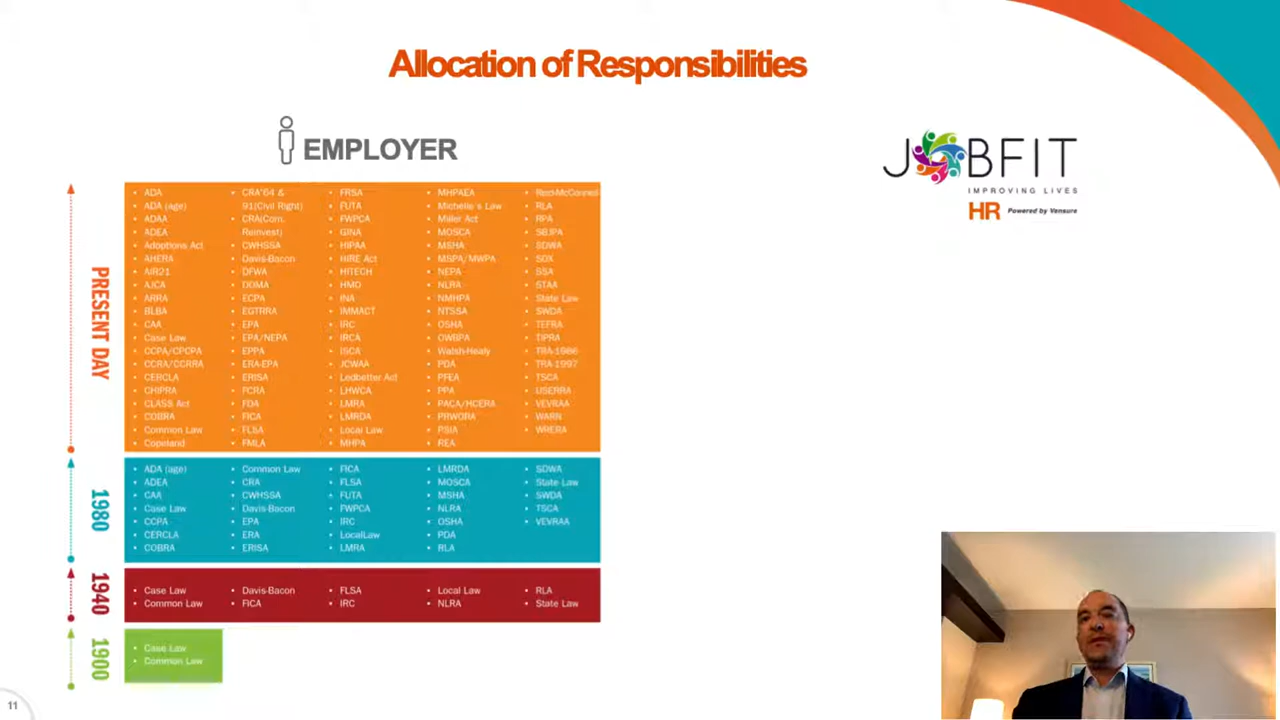 Allocation of Responsibilities
EMPLOYER
JOBFIT
IMPROVING LIVES
HR Powered by Vensure
PRESENT DAY
ADA
ADA (age)
ADAA
ADEA
Adoptions Act
AHERA
AIR21
AJCA
ARRA
BLBA
CAA
Case Law
CCPA/CPCPA
CCRA/CCRRA
CERCLA
CHIPRA
CLASS Act
COBRA
Common Law
Copeland
CRA'64 &
91(Civil Right)
CRA(Com.
Reinvest)
CWHSSA
Davis-Bacon
DFWA
DOMA
ECPA
EGTRRA
EPA
EPA/NEPA
EPPA
ERA-EPA
ERISA
FCRA
FDA
FICA
FLSA
FMLA
FRSA
FUTA
FWPCA
GINA
HIPAA
HIRE Act
HITECH
HMO
INA
IMMACT
IRC
IRCA
ISCA
JCWAA
Ledbetter Act
LHWCA
LMRA
LMRDA
Local Law
MHPA
MHPAEA
Michelle's Law
Miller Act
MOSCA
MSHA
MSPA/MWPA
NEPA
NLRA
NMHPA
NTSSA
OSHA
OWBPA
Walsh-Healy
PDA
PFEA
PPA
PACA/HCERA
PRWORA
PSIA
REA
RLA
RPA
SBJPA
SDWA
SOX
SSA
STAA
State Law
SWDA
TEFRA
TIPRA
TRA-1986
TRA-1997
TSCA
USERRA
VEVRAA
WARN
WRERA
1980
ADA (age)
ADEA
CAA
Case Law
CCPA
CERCLA
COBRA
Common Law
CRA
CWHSSA
Davis-Bacon
EPA
ERA
ERISA
FICA
FLSA
FUTA
FWPCA
IRC
LocalLaw
LMRA
LMRDA
MOSCA
MSHA
NLRA
OSHA
PDA
RLA
SDWA
State Law
SWDA
TSCA
VEVRAA
1940
Case Law
Common Law
Davis-Bacon
FICA
FLSA
IRC
Local Law
NLRA
RLA
State Law
1900
Case Law
Common Law
11